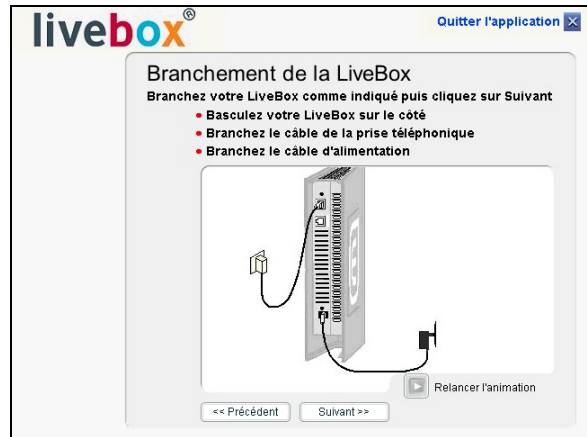 livebox®
Quitter l'application
Branchement de la LiveBox
Branchez votre LiveBox comme indiqué puis cliquez sur Suivant
• Basculez votre LiveBox sur le côté
• Branchez le câble de la prise téléphonique
• Branchez le câble d'alimentation
Relancer l'animation
<< Précédent
Suivant >>